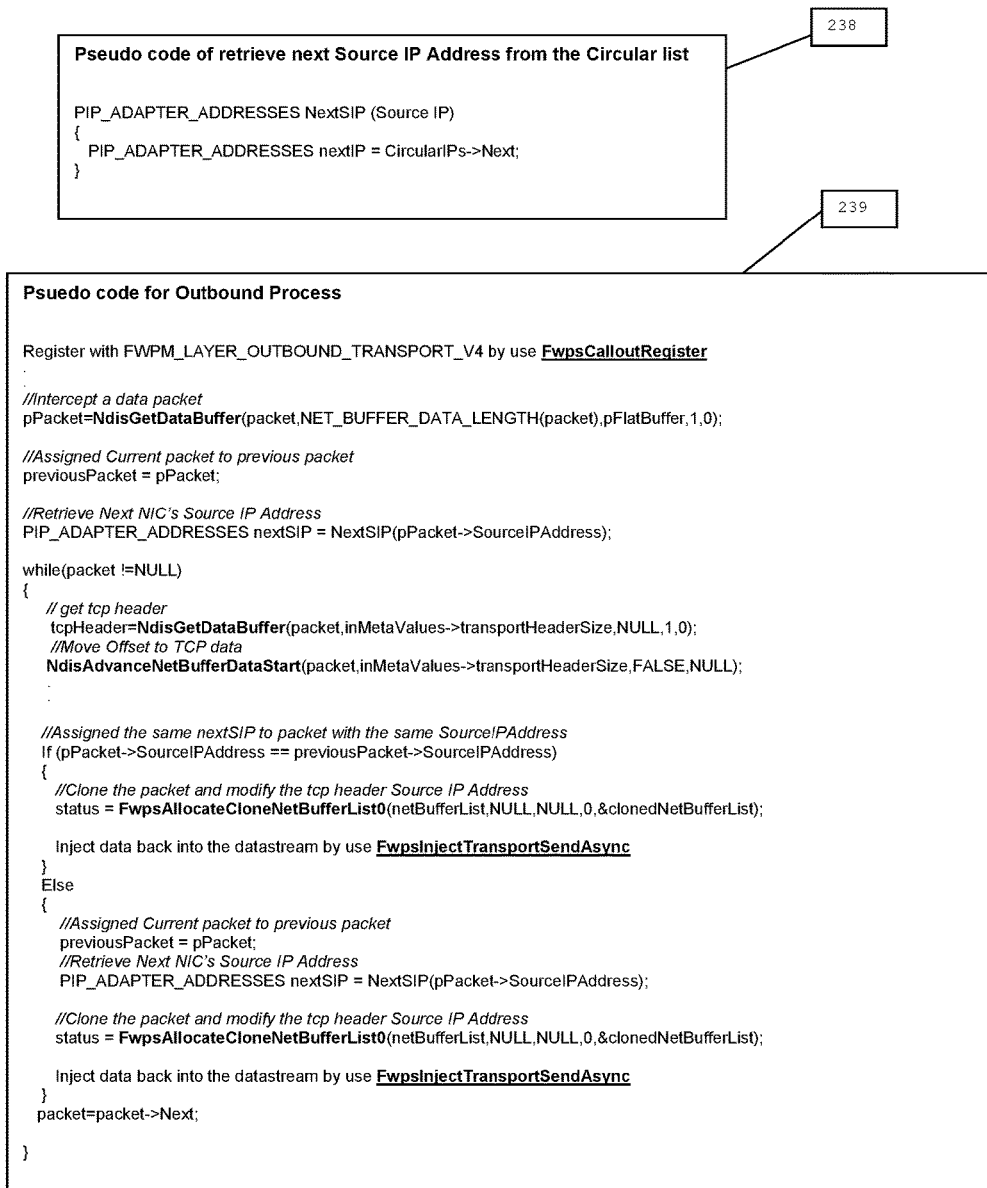 238
Pseudo code of retrieve next Source IP Address from the Circular list
PIP_ADAPTER_ADDRESSES NextSIP (Source IP)
{
PIP_ADAPTER_ADDRESSES nextIP = CircularIPs->Next;
}
239
Psuedo code for Outbound Process
Register with FWPM_LAYER_OUTBOUND_TRANSPORT_V4 by use FwpsCalloutRegister
.
.
//Intercept a data packet
pPacket=NdisGetDataBuffer(packet,NET_BUFFER_DATA_LENGTH(packet),pFlatBuffer,1,0);
//Assigned Current packet to previous packet
previousPacket = pPacket;
//Retrieve Next NIC's Source IP Address
PIP_ADAPTER_ADDRESSES nextSIP = NextSIP(pPacket->SourceIPAddress);
while(packet !=NULL)
{
// get tcp header
tcpHeader=NdisGetDataBuffer(packet,inMetaValues->transportHeaderSize,NULL,1,0);
//Move Offset to TCP data
NdisAdvanceNetBufferDataStart(packet,inMetaValues->transportHeaderSize,FALSE,NULL);
.
.
//Assigned the same nextSIP to packet with the same SourceIPAddress
If (pPacket->SourceIPAddress == previousPacket->SourceIPAddress)
{
//Clone the packet and modify the tcp header Source IP Address
status = FwpsAllocateCloneNetBufferList0(netBufferList,NULL,NULL,0,&clonedNetBufferList);
Inject data back into the datastream by use FwpsInjectTransportSendAsync
}
Else
{
//Assigned Current packet to previous packet
previousPacket = pPacket;
//Retrieve Next NIC's Source IP Address
PIP_ADAPTER_ADDRESSES nextSIP = NextSIP(pPacket->SourceIPAddress);
//Clone the packet and modify the tcp header Source IP Address
status = FwpsAllocateCloneNetBufferList0(netBufferList,NULL,NULL,0,&clonedNetBufferList);
Inject data back into the datastream by use FwpsInjectTransportSendAsync
}
packet=packet->Next;
}